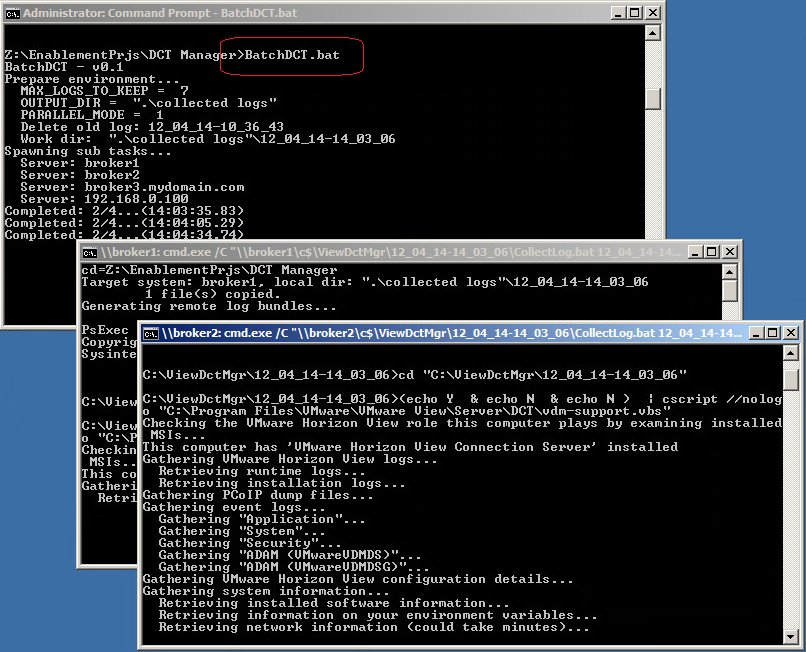 Administrator: Command Prompt - BatchDCT.bat
Z:\EnablementPrjs\DCT Manager>BatchDCT.bat
BatchDCT - v0.1
Prepare environment...
MAX_LOGS_TO_KEEP = 7
OUTPUT_DIR = ".\collected logs"
PARALLEL_MODE = 1
Delete old log: 12_04_14-10_36_43
Work dir: ".\collected logs"\12_04_14-14_03_06
Spawning sub tasks...
Server: broker1
Server: broker2
Server: broker3.mydomain.com
Server: 192.168.0.100
Completed: 2/4...(14:03:35.83)
Completed: 2/4...(14:04:05.29)
Completed: 2/4...(14:04:34.74)
\\broker1: cmd.exe /C "\\broker1\c$\ViewDctMgr\12_04_14-14_03_06\CollectLog.bat 12_04_14-14...
cd=Z:\EnablementPrjs\DCT Manager
Target system: broker1, local dir: ".\collected logs"\12_04_14-14_03_06
1 file(s) copied.
Generating remote log bundles...
PsExec
Copyrig
Sysinte
C:\View
C:\View
o "C:\P
Checkin
MSIs..
This co
Gatheri
Retri
\\broker2: cmd.exe /C "\\broker2\c$\ViewDctMgr\12_04_14-14_03_06\CollectLog.bat 12_04_14-14...
C:\ViewDctMgr\12_04_14-14_03_06>cd "C:\ViewDctMgr\12_04_14-14_03_06"
C:\ViewDctMgr\12_04_14-14_03_06>(echo Y & echo N & echo N ) | cscript //nolog
o "C:\Program Files\VMware\VMware View\Server\DCT\vdm-support.vbs"
Checking the VMware Horizon View role this computer plays by examining installed
MSIs...
This computer has 'VMware Horizon View Connection Server' installed
Gathering VMware Horizon View logs...
Retrieving runtime logs...
Retrieving installation logs...
Gathering PCoIP dump files...
Gathering event logs...
Gathering "Application"...
Gathering "System"...
Gathering "Security"...
Gathering "ADAM (VMwareVDMDS)"...
Gathering "ADAM (VMwareVDMDSG)"...
Gathering VMware Horizon View configuration details...
Gathering system information...
Retrieving installed software information...
Retrieving information on your environment variables...
Retrieving network information (could take minutes)...